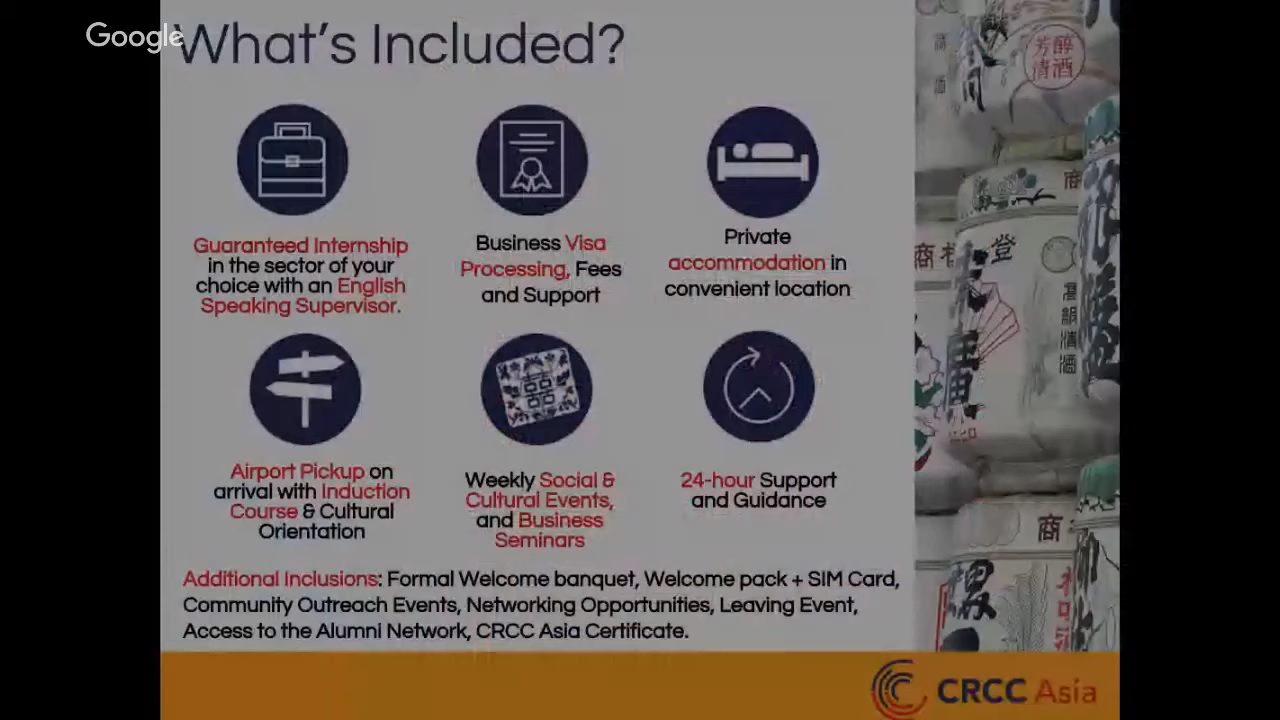 Google
What's Included?
Guaranteed Internship
in the sector of your
choice with an English
Speaking Supervisor.
Business Visa
Processing, Fees
and Support
Private
accommodation in
convenient location
Airport Pickup on
arrival with Induction
Course & Cultural
Orientation
Weekly Social &
Cultural Events,
and Business
Seminars
24-hour Support
and Guidance
Additional Inclusions: Formal Welcome banquet, Welcome pack + SIM Card,
Community Outreach Events, Networking Opportunities, Leaving Event,
Access to the Alumni Network, CRCC Asia Certificate.
CRCC Asia
芳醇
清酒
登
清酒
商